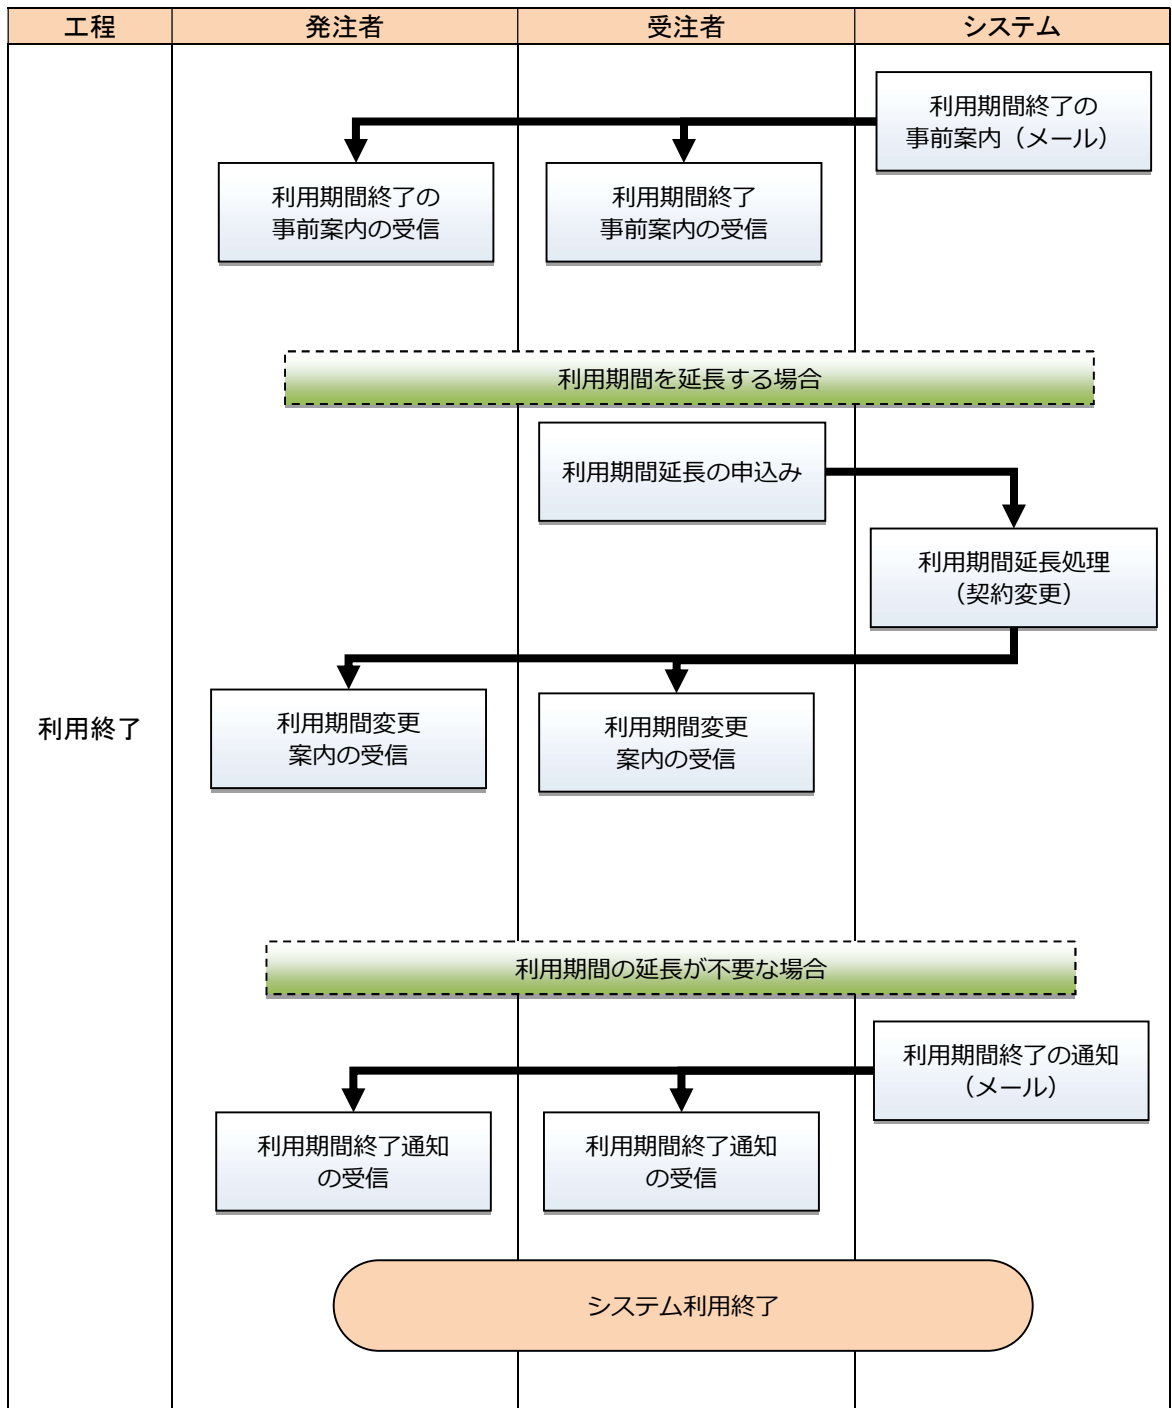 工程
発注者
受注者
システム
利用期間終了の
事前案内（メール）
利用期間終了の
事前案内の受信
利用期間終了
事前案内の受信
利用期間を延長する場合
利用期間延長の申込み
利用期間延長処理
（契約変更）
利用終了
利用期間変更
案内の受信
利用期間変更
案内の受信
利用期間の延長が不要な場合
利用期間終了の通知
（メール）
利用期間終了通知
の受信
利用期間終了通知
の受信
システム利用終了